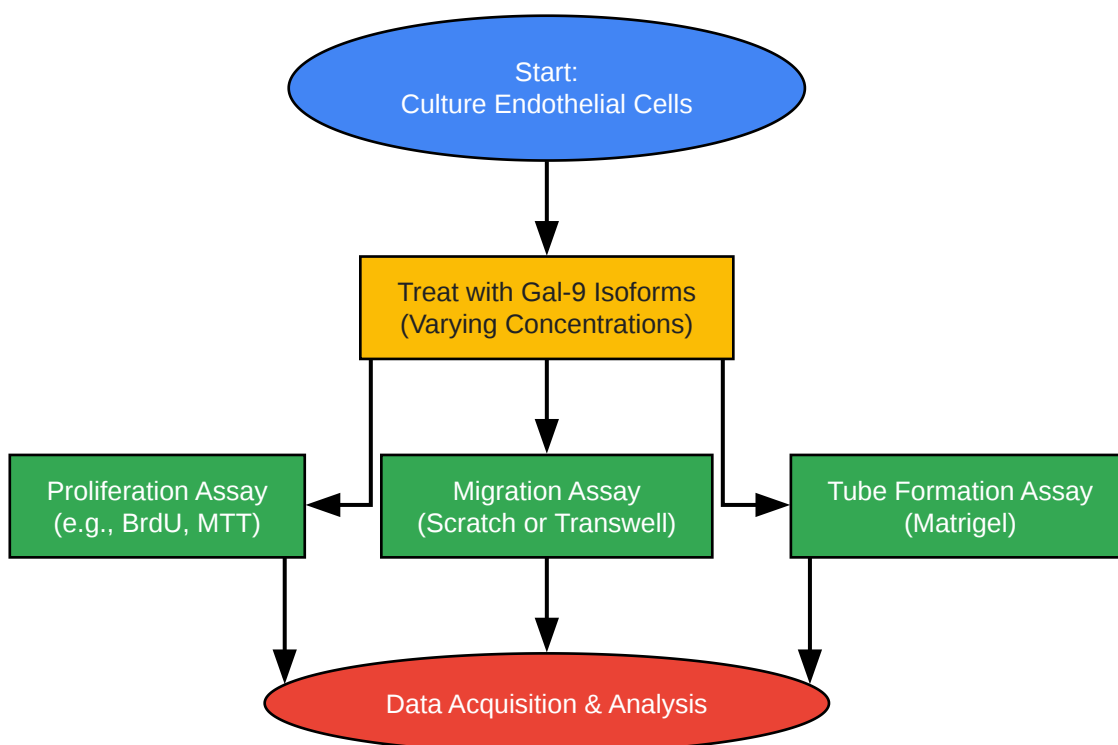 Start:
Culture Endothelial Cells
Treat with Gal-9 Isoforms
(Varying Concentrations)
Proliferation Assay
(e.g., BrdU, MTT)
Migration Assay
(Scratch or Transwell)
Tube Formation Assay
(Matrigel)
Data Acquisition & Analysis